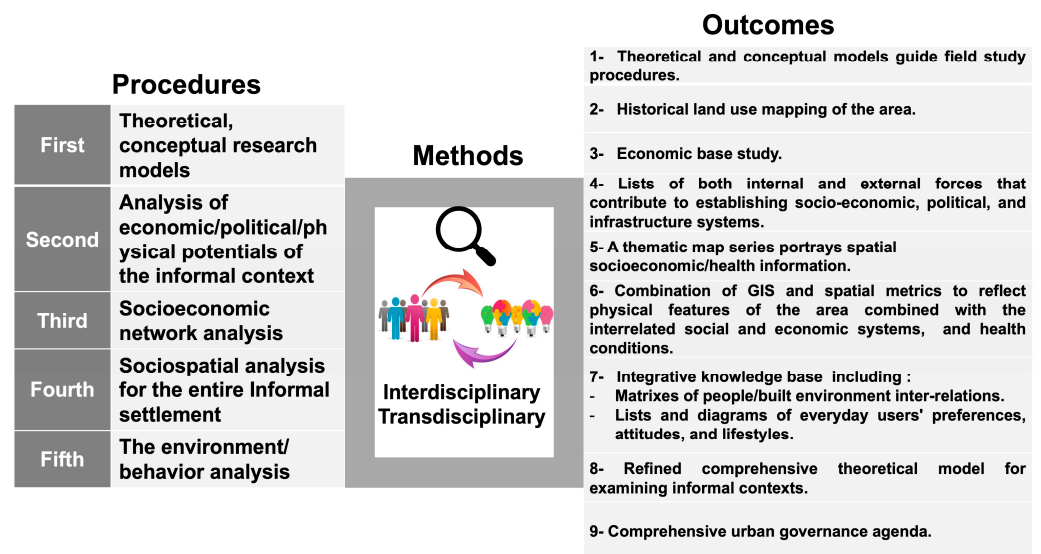 Procedures
First
Theoretical,
conceptual research
models
Second
Analysis of
economic/political/ph
ysical potentials of
the informal context
Third
Socioeconomic
network analysis
Fourth
Sociospatial analysis
for the entire Informal
settlement
Fifth
The environment/
behavior analysis
Methods
Interdisciplinary
Transdisciplinary
Outcomes
1- Theoretical and conceptual models guide field study
procedures.
2- Historical land use mapping of the area.
3- Economic base study.
4- Lists of both internal and external forces that
contribute to establishing socio-economic, political, and
infrastructure systems.
5- A thematic map series portrays spatial
socioeconomic/health information.
6- Combination of GIS and spatial metrics to reflect
physical features of the area combined with the
interrelated social and economic systems, and health
conditions.
7- Integrative knowledge base including :
- Matrixes of people/built environment inter-relations.
- Lists and diagrams of everyday users' preferences,
attitudes, and lifestyles.
8- Refined comprehensive theoretical model for
examining informal contexts.
9- Comprehensive urban governance agenda.